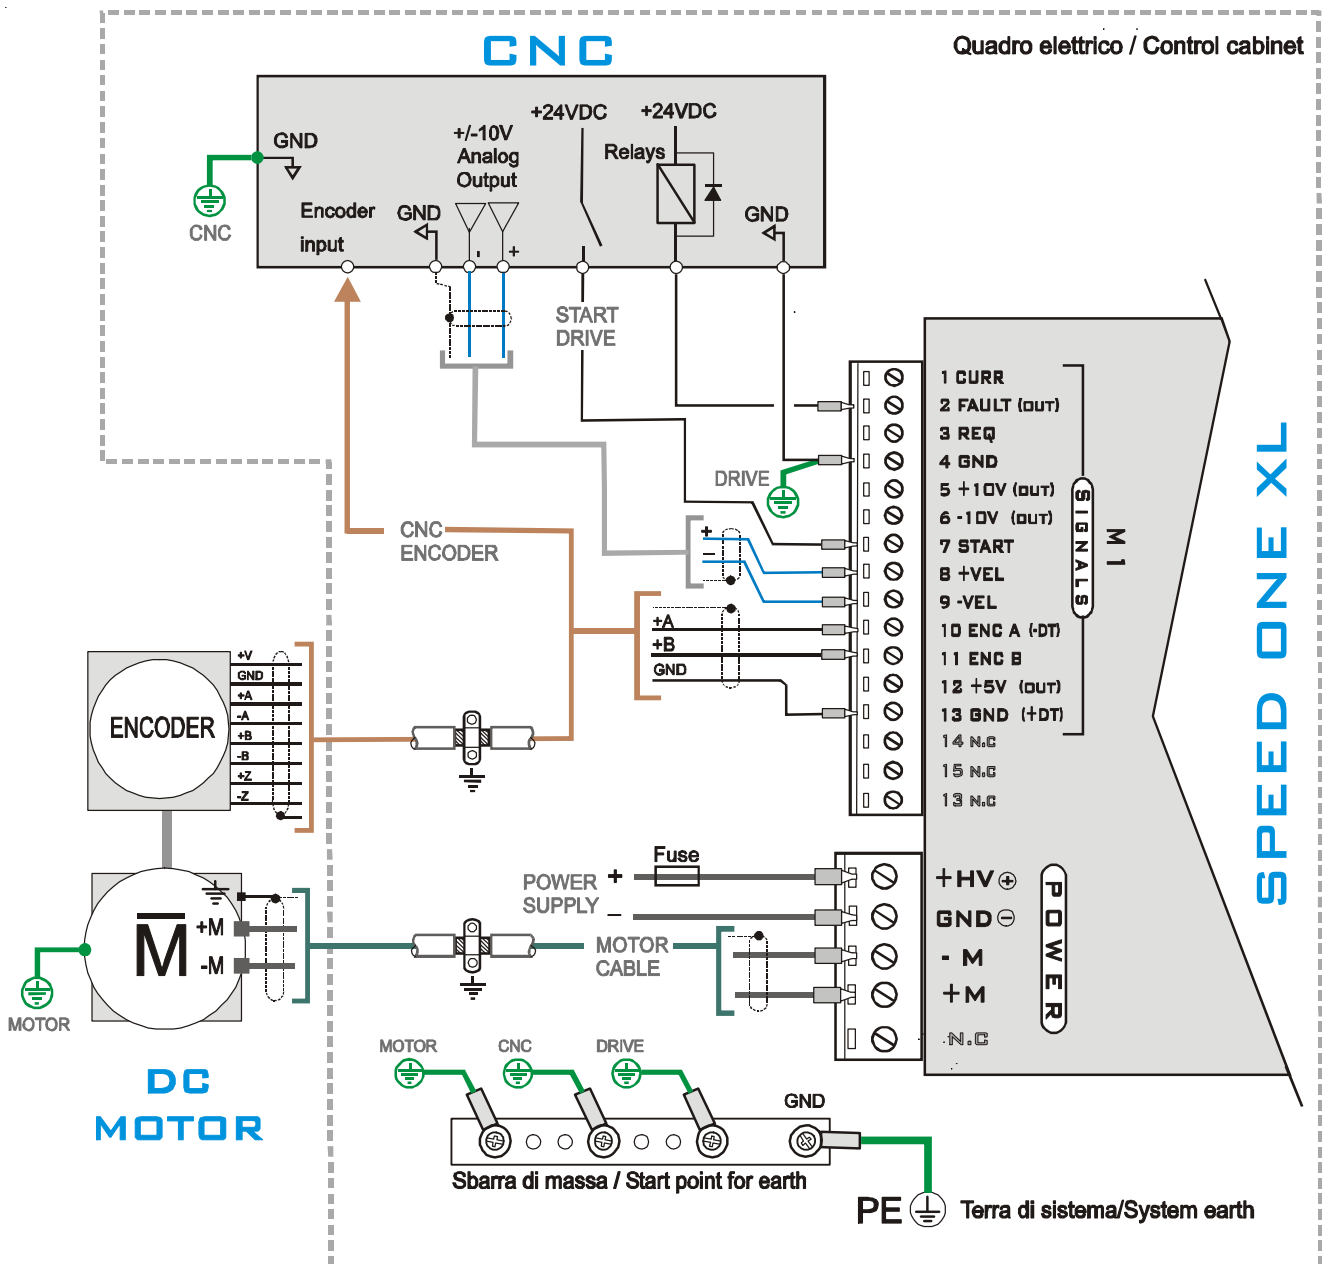 CNC
Quadro elettrico / Control cabinet
+24VDC
+24VDC
+/-10V
Analog
Output
GND
Relays
Encoder
input
GND
GND
- +
CNC
START
DRIVE
1 CURR
2 FAULT (OUT)
3 REQ
4 GND
5 +10V (OUT)
6 -10V (OUT)
7 START
8 +VEL
9 -VEL
10 ENC A (-DT)
11 ENC B
12 +5V (OUT)
13 GND (+DT)
14 N.C
15 N.C
13 N.C
SIGNALS
M1
SPEED ONE XL
DRIVE
CNC
ENCODER
+
–
+A
+B
GND
+V
GND
+A
-A
+B
-B
+Z
-Z
ENCODER
Fuse
POWER +
SUPPLY –
+HV +
GND –
- M
+M
N.C
POWER
MOTOR
CABLE
M
+M
-M
MOTOR
DC
MOTOR
MOTOR
CNC
DRIVE
GND
Sbarra di massa / Start point for earth
PE
Terra di sistema/System earth